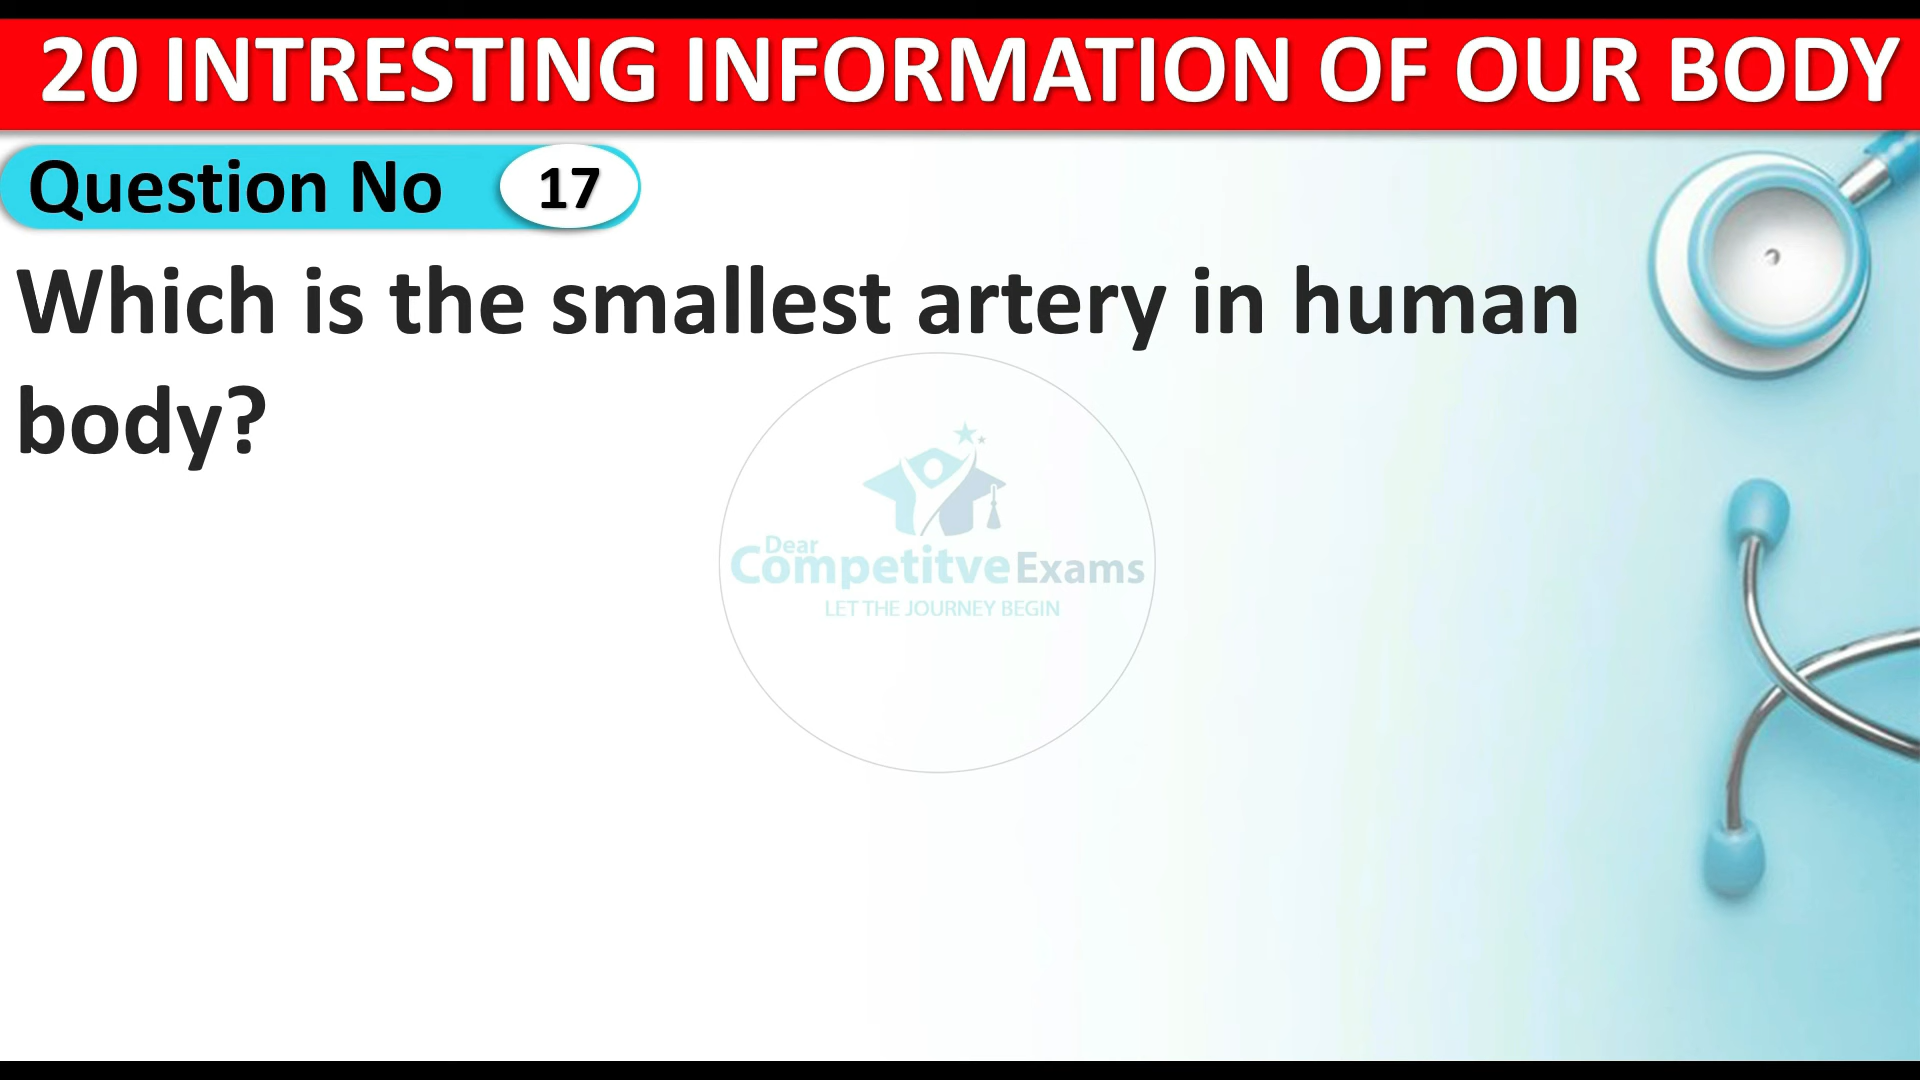 20 INTRESTING INFORMATION OF OUR BODY
Question No 17
Which is the smallest artery in human
body?
Dear
Competitve Exams
LET THE JOURNEY BEGIN